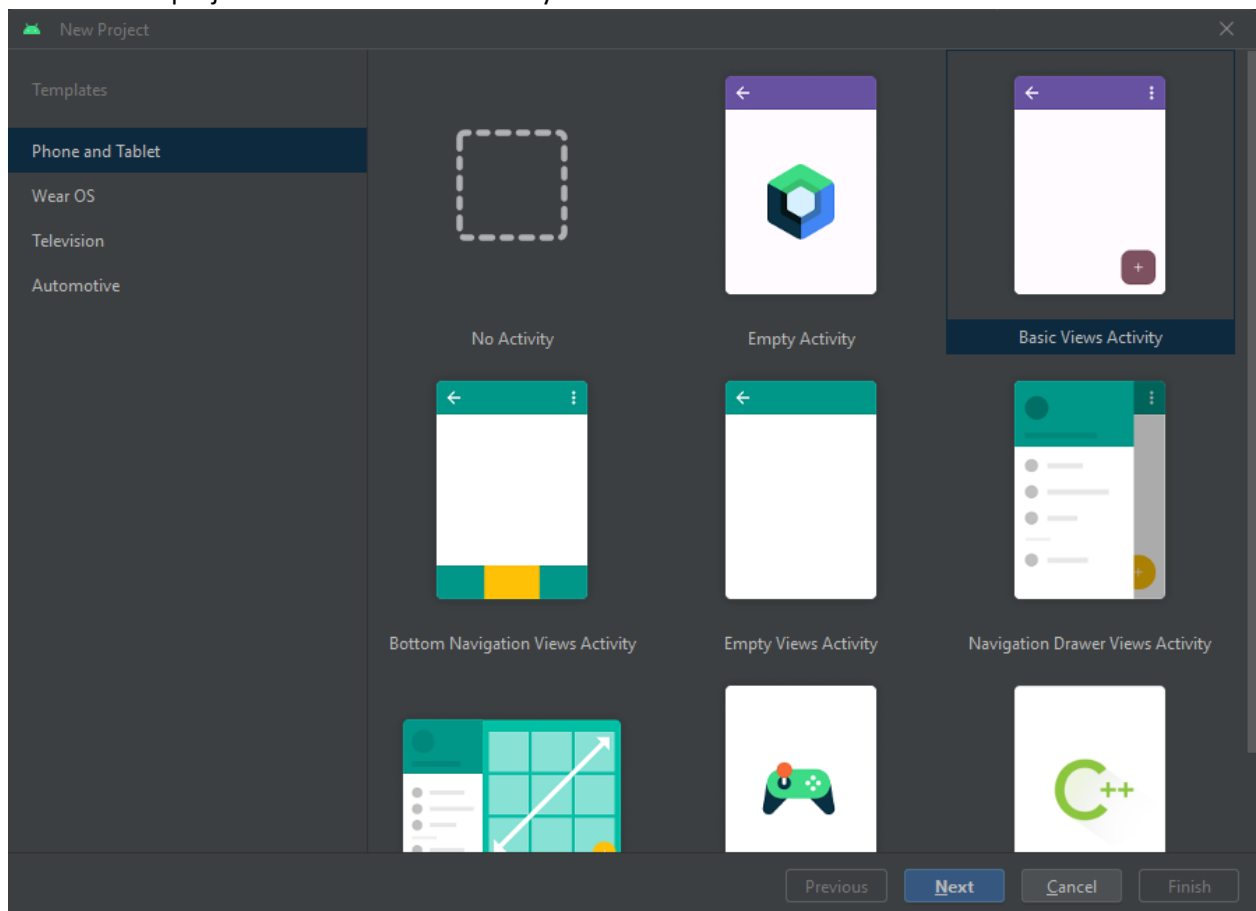 New Project
Templates
Phone and Tablet
Wear OS
Television
Automotive
No Activity
Empty Activity
Basic Views Activity
Bottom Navigation Views Activity
Empty Views Activity
Navigation Drawer Views Activity
C++
Previous
Next
Cancel
Finish